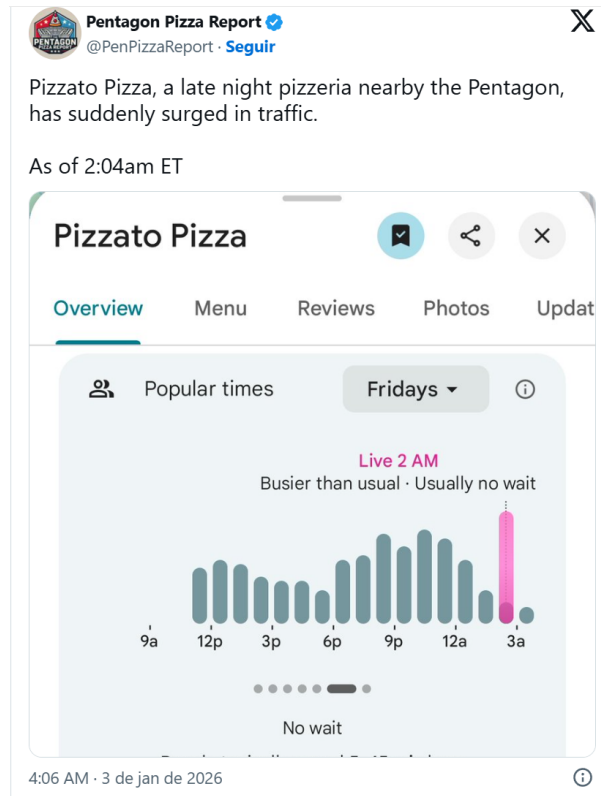 Pentagon Pizza Report
@PenPizzaReport · Seguir
Pizzato Pizza, a late night pizzeria nearby the Pentagon,
has suddenly surged in traffic.
As of 2:04am ET
Pizzato Pizza
Overview Menu Reviews Photos Updat
Popular times Fridays
Live 2 AM
Busier than usual · Usually no wait
9a 12p 3p 6p 9p 12a 3a
No wait
4:06 AM · 3 de jan de 2026